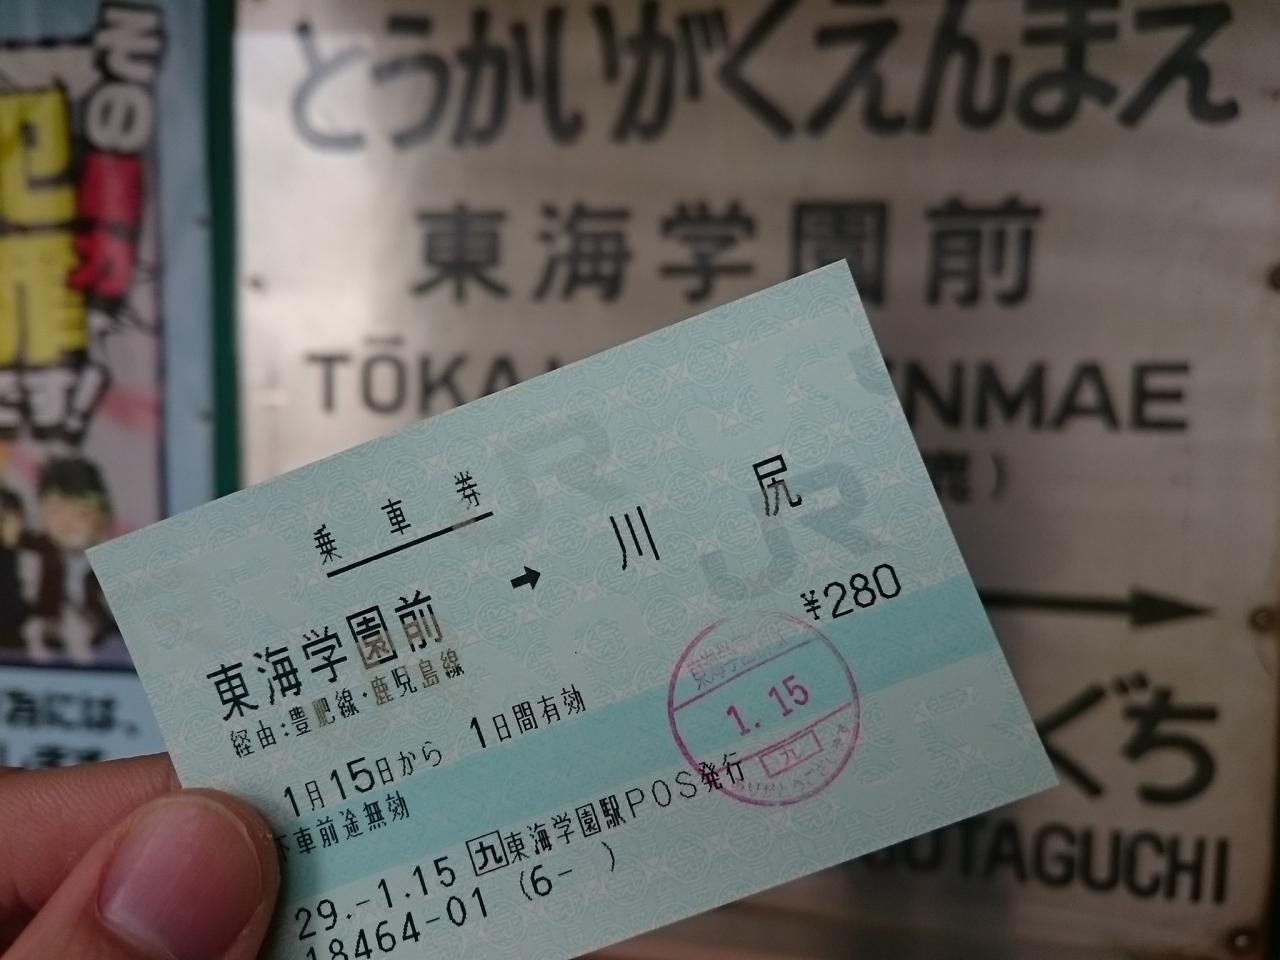 とうかいがくえんまえ
東海学園前
TŌKA NMAE
ぐち
TAGUCHI
その
乗車券
東海学園前 ➡ 川尻
経由:豊肥線・鹿児島線
¥280
1月15日から 1日間有効
下車前途無効
29.-1.15 九東海学園駅POS発行
18464-01 (6- )
1.15
JR